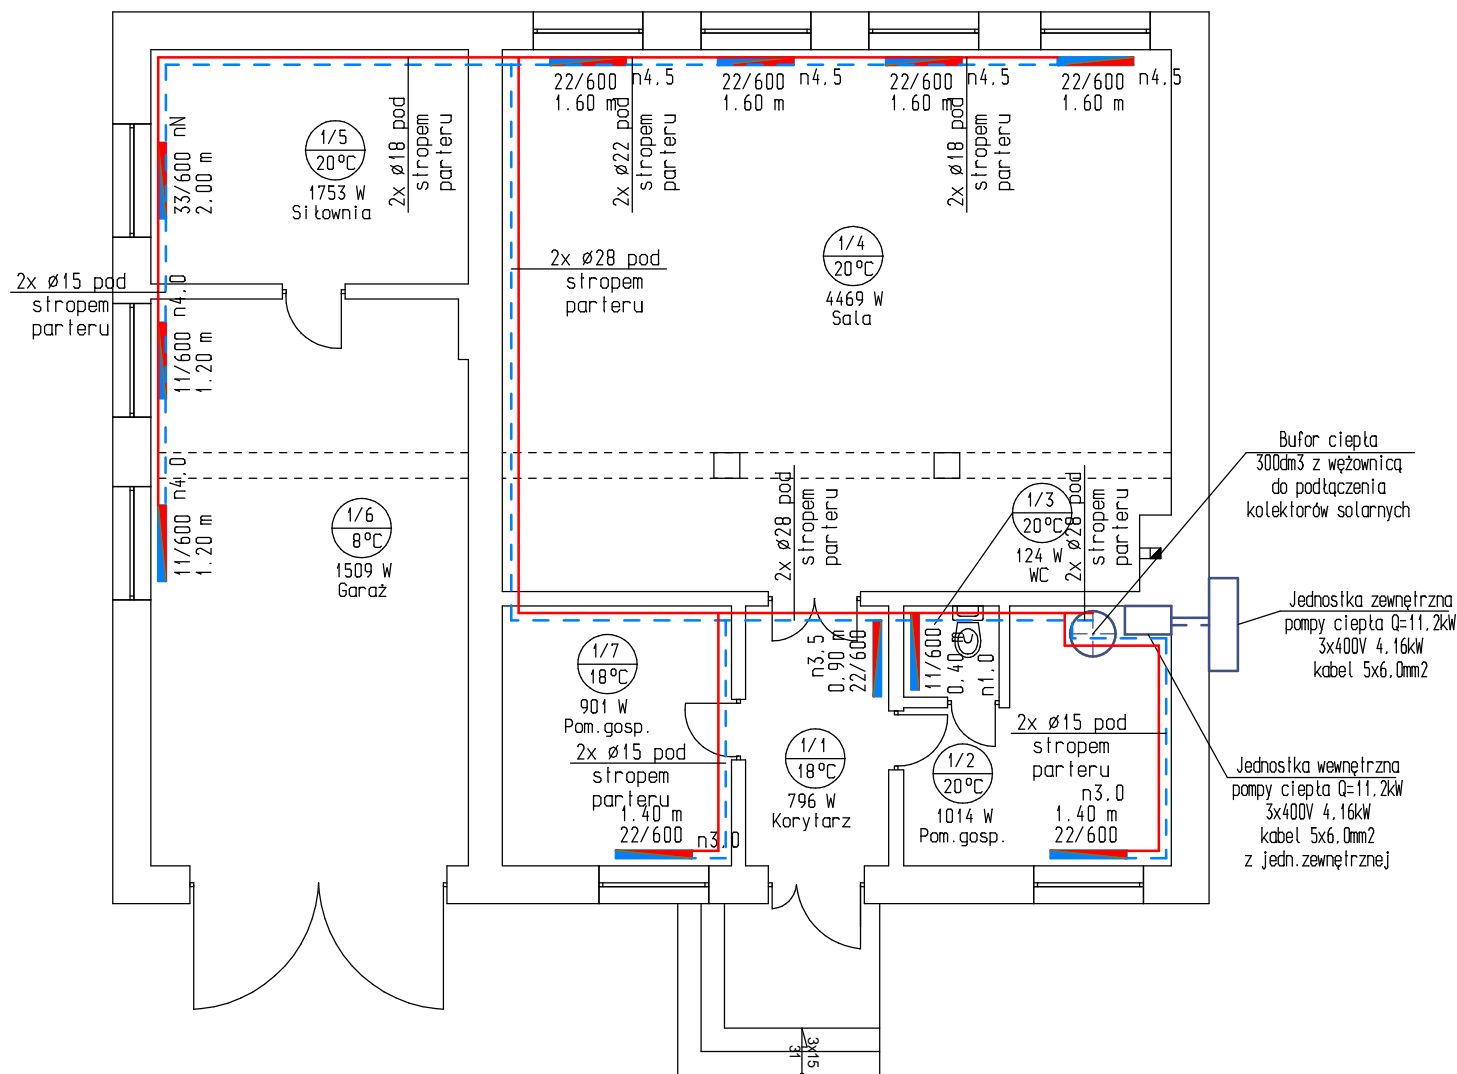 22/600 n4.5
1.60 m
22/600 n4.5
1.60 m
22/600 n4.5
1.60 m
22/600 n4.5
1.60 m
33/600 nN
2.00 m
1/5
20°C
1753 W
Siłownia
2x ø18 pod
stropem
parteru
2x ø22 pod
stropem
parteru
2x ø18 pod
stropem
parteru
2x ø15 pod
stropem
parteru
2x ø28 pod
stropem
parteru
1/4
20°C
4469 W
Sala
11/600 n4.0
1.20 m
11/600 n4.0
1.20 m
1/6
8°C
1509 W
Garaż
2x ø28 pod
stropem
parteru
1/3
20°C
124 W
WC
2x ø28 pod
stropem
parteru
Bufor ciepła
300dm3 z wężownicą
do podłączenia
kolektorów solarnych
Jednostka zewnętrzna
pompy ciepła Q=11.2kW
3x400V 4.16kW
kabel 5x6.0mm2
1/7
18°C
901 W
Pom.gosp.
n3.5
0.90 m
22/600
11/600
0.40 m
n1.0
2x ø15 pod
stropem
parteru
1.40 m
22/600
n3.0
1/1
18°C
796 W
Korytarz
1/2
20°C
1014 W
Pom.gosp.
2x ø15 pod
stropem
parteru
n3.0
1.40 m
22/600
Jednostka wewnętrzna
pompy ciepła Q=11.2kW
3x400V 4.16kW
kabel 5x6.0mm2
z jedn.zewnętrznej
3x15
31